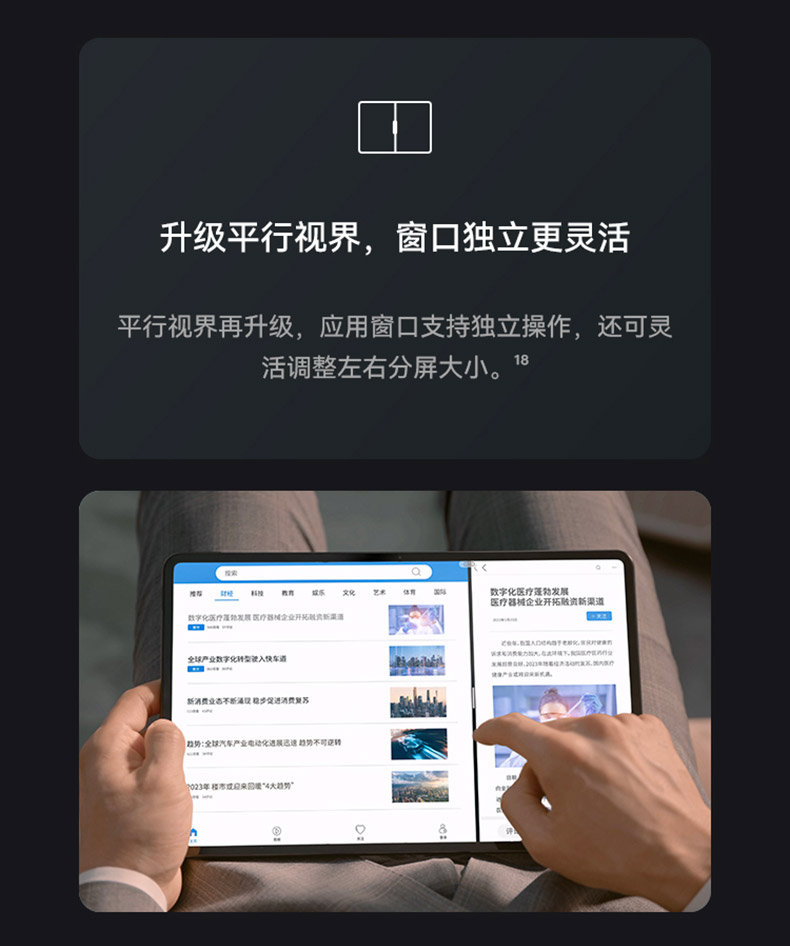 升级平行视界，窗口独立更灵活
平行视界再升级，应用窗口支持独立操作，还可灵
活调整左右分屏大小。18
搜索
推荐 财经 科技 教育 娱乐 文化 艺术 体育 国际
数字化医疗蓬勃发展 医疗器械企业开拓融资新渠道
全球产业数字化转型驶入快车道
新消费业态不断涌现 稳步促进消费复苏
趋势：全球汽车产业电动化进展迅速 趋势不可逆转
2023年 楼市或迎来回暖“4大趋势”
数字化医疗蓬勃发展
医疗器械企业开拓融资新渠道
关注